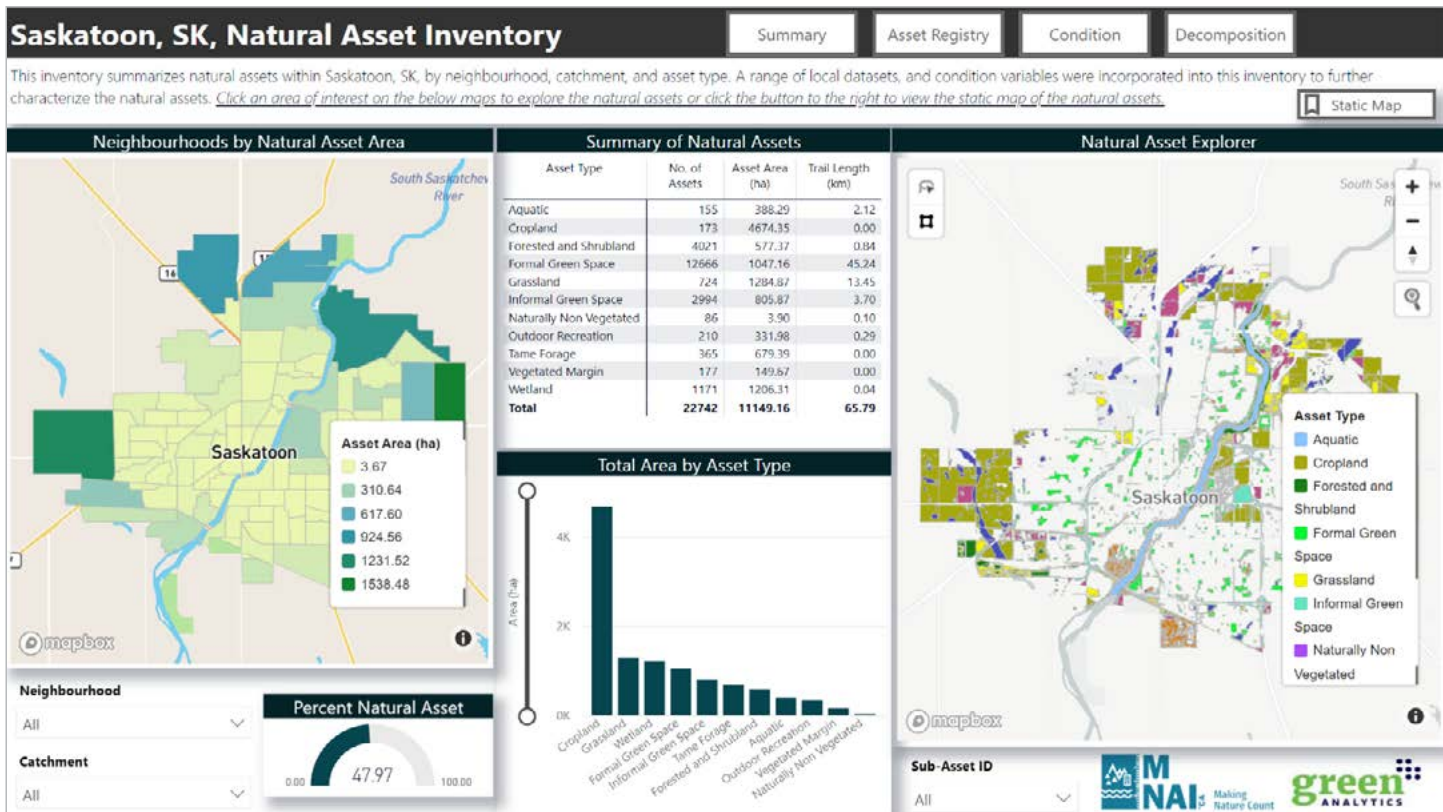 Saskatoon, SK, Natural Asset Inventory
Summary
Asset Registry
Condition
Decomposition
This inventory summarizes natural assets within Saskatoon, SK, by neighbourhood, catchment, and asset type. A range of local datasets, and condition variables were incorporated into this inventory to further
characterize the natural assets. Click an area of interest on the below maps to explore the natural assets or click the button to the right to view the static map of the natural assets.
Static Map
Neighbourhoods by Natural Asset Area
South Saskatchew
River
16
Saskatoon
Asset Area (ha)
3.67
310.64
617.60
924.56
1231.52
1538.48
mapbox
Neighbourhood
All
Catchment
All
Percent Natural Asset
0.00
47.97
100.00
Summary of Natural Assets
Asset Type No. of Assets Asset Area (ha) Trail Length (km)
Aquatic 155 388.29 2.12
Cropland 173 4674.35 0.00
Forested and Shrubland 4021 577.37 0.84
Formal Green Space 12666 1047.16 45.24
Grassland 724 1284.87 13.45
Informal Green Space 2994 805.87 3.70
Naturally Non Vegetated 86 3.90 0.10
Outdoor Recreation 210 331.98 0.29
Tame Forage 365 679.39 0.00
Vegetated Margin 177 149.67 0.00
Wetland 1171 1206.31 0.04
Total 22742 11149.16 65.79
Total Area by Asset Type
Area (ha)
4K
2K
0K
Cropland
Grassland
Wetland
Formal Green Space
Informal Green Space
Tame Forage
Forested and Shrubland
Aquatic
Outdoor Recreation
Vegetated Margin
Naturally Non Vegetated
Natural Asset Explorer
South Sas
Saskatoon
Asset Type
Aquatic
Cropland
Forested and
Shrubland
Formal Green
Space
Grassland
Informal Green
Space
Naturally Non
Vegetated
mapbox
Sub-Asset ID
All
M
NAI
Making
Nature Count
green
ANALYTICS